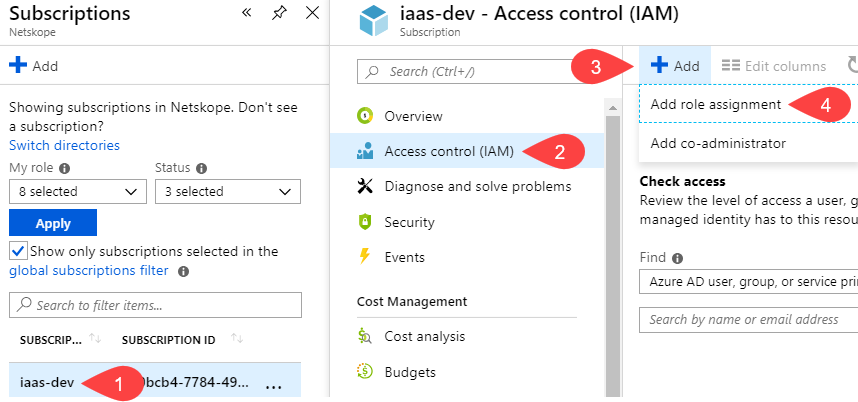 Subscriptions
Netskope
Add
Showing subscriptions in Netskope. Don't see
a subscription?
Switch directories
My role
Status
8 selected
3 selected
Apply
Show only subscriptions selected in the
global subscriptions filter
Search to filter items...
SUBSCRIP...
SUBSCRIPTION ID
iaas-dev
1
bcb4-7784-49...
...
iaas-dev - Access control (IAM)
Subscription
Search (Ctrl+/)
Overview
Access control (IAM)
2
Diagnose and solve problems
Security
Events
Cost Management
Cost analysis
Budgets
3
Add
Edit columns
Add role assignment
4
Add co-administrator
Check access
Review the level of access a user, g
managed identity has to this resou
Find
Azure AD user, group, or service prin
Search by name or email address